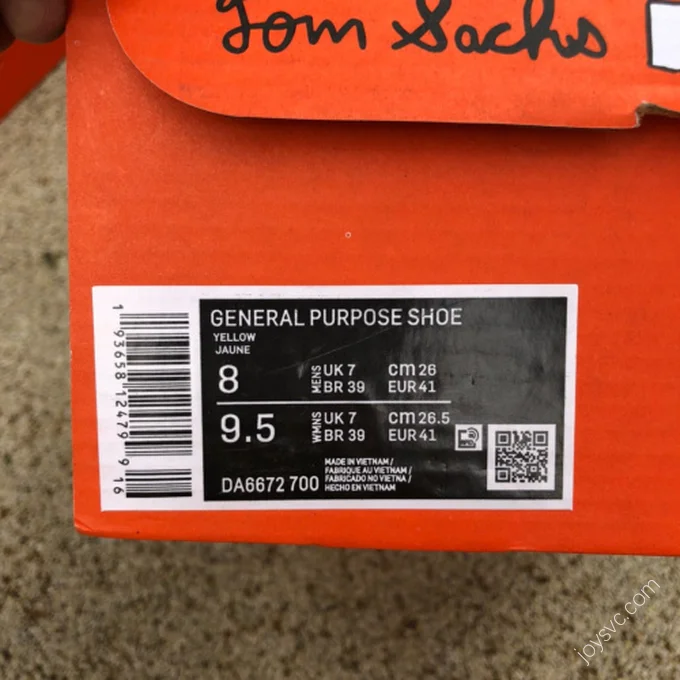 Tom Sachs
GENERAL PURPOSE SHOE
YELLOW
JAUNE
8 MENS UK 7 cm 26
BR 39 EUR 41
9.5 WMNS UK 7 cm 26.5
BR 39 EUR 41
DA6672 700
MADE IN VIETNAM /
FABRIQUE AU VIETNAM /
FABRICADO NO VIETNA /
HECHO EN VIETNAM
1 93658 12479 9 16
joysvc.com